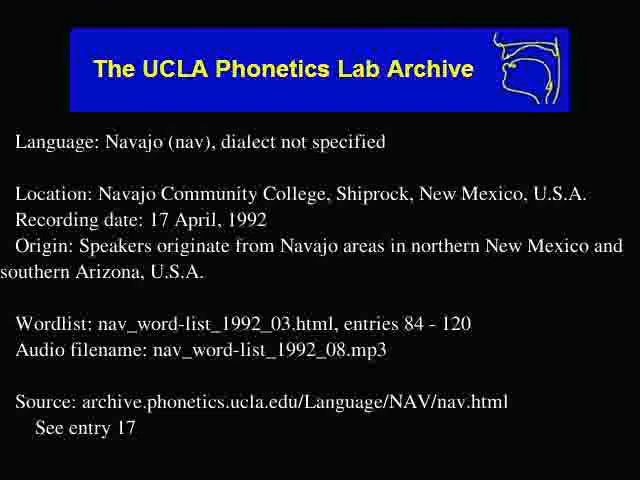 The UCLA Phonetics Lab Archive
Language: Navajo (nav), dialect not specified
Location: Navajo Community College, Shiprock, New Mexico, U.S.A.
Recording date: 17 April, 1992
Origin: Speakers originate from Navajo areas in northern New Mexico and
southern Arizona, U.S.A.
Wordlist: nav_word-list_1992_03.html, entries 84 - 120
Audio filename: nav_word-list_1992_08.mp3
Source: archive.phonetics.ucla.edu/Language/NAV/nav.html
See entry 17